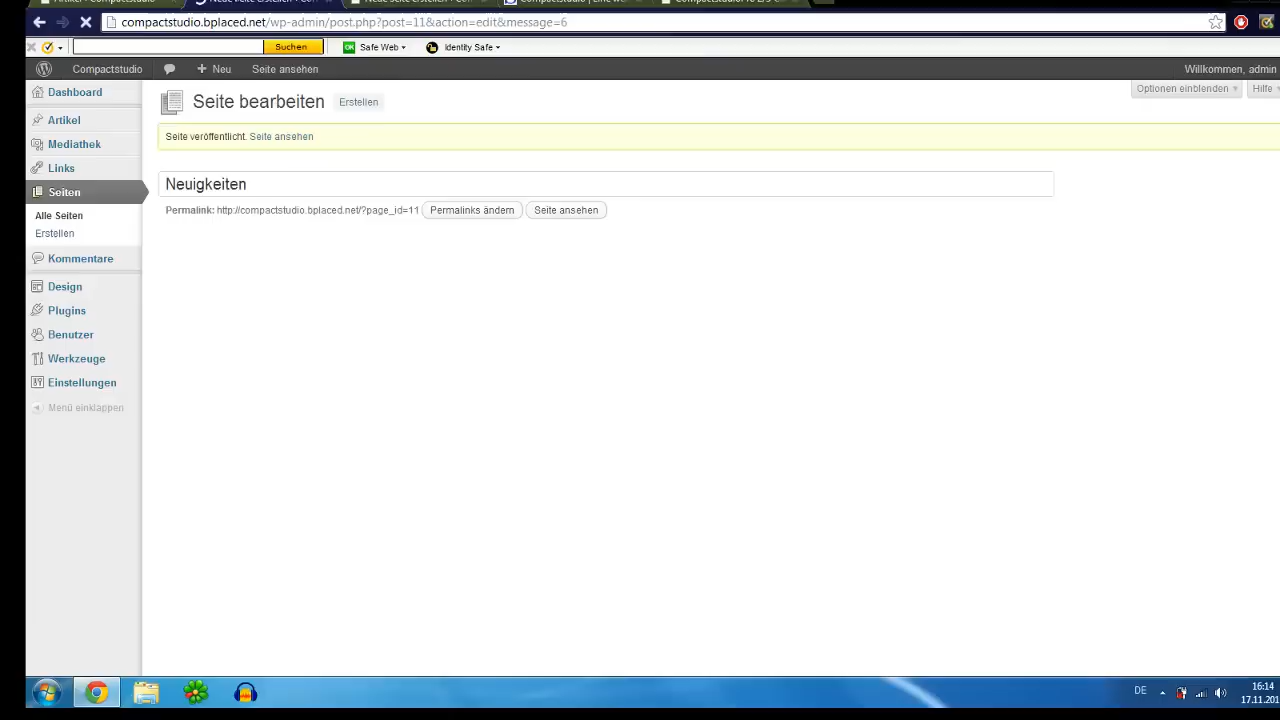 compactstudio.bplaced.net/wp-admin/post.php?post=11&action=edit&message=6
Suchen
OK Safe Web
Identity Safe
Compactstudio
+ Neu
Seite ansehen
Willkommen, admin
Dashboard
Seite bearbeiten
Erstellen
Optionen einblenden
Hilfe
Artikel
Seite veröffentlicht. Seite ansehen
Mediathek
Links
Seiten
Neuigkeiten
Permalink: http://compactstudio.bplaced.net/?page_id=11
Permalinks ändern
Seite ansehen
Alle Seiten
Erstellen
Kommentare
Design
Plugins
Benutzer
Werkzeuge
Einstellungen
Menü einklappen
DE
16:14
17.11.201